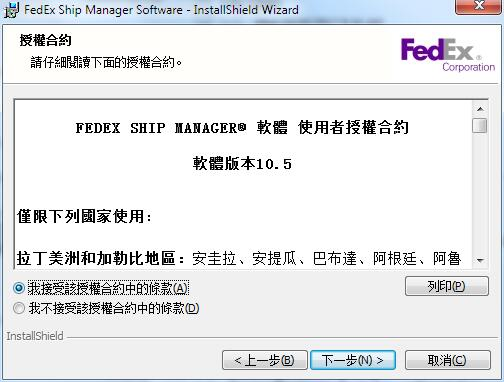 FedEx Ship Manager Software - InstallShield Wizard
授權合約
請仔細閱讀下面的授權合約。
FedEx®
Corporation
FEDEX SHIP MANAGER® 軟體 使用者授權合約
軟體版本10.5
僅限下列國家使用：
拉丁美洲和加勒比地區：安圭拉、安提瓜、巴布達、阿根廷、阿魯
我接受該授權合約中的條款(A)
列印(P)
我不接受該授權合約中的條款(D)
InstallShield
< 上一步(B)
下一步(N) >
取消(C)